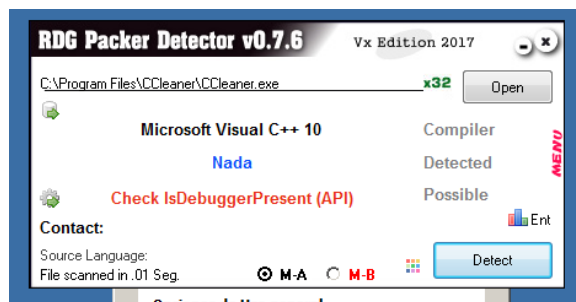 RDG Packer Detector v0.7.6 Vx Edition 2017
C:\Program Files\CCleaner\CCleaner.exe x32 Open
Microsoft Visual C++ 10 Compiler
Nada Detected
MENU
Check IsDebuggerPresent (API) Possible
Ent
Contact:
Source Language:
File scanned in .01 Seg. M-A M-B Detect